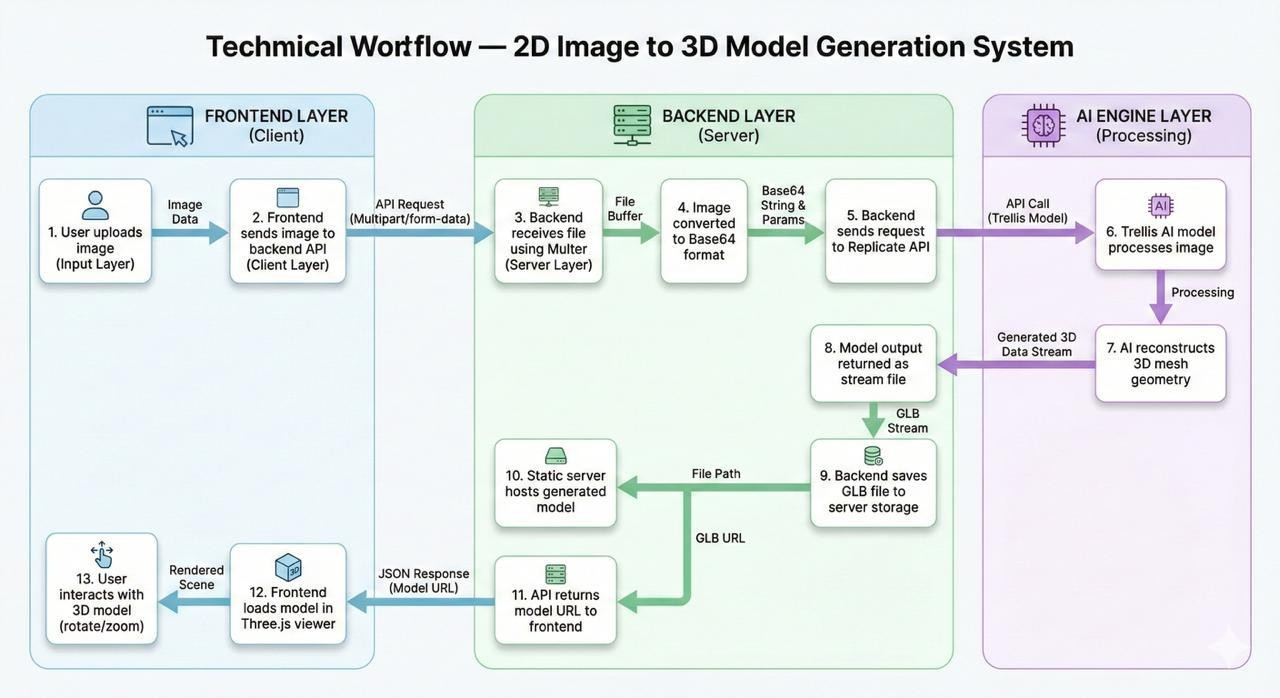 Technical Workflow — 2D Image to 3D Model Generation System
FRONTEND LAYER
(Client)
BACKEND LAYER
(Server)
AI ENGINE LAYER
(Processing)
1. User uploads
image
(Input Layer)
Image
Data
2. Frontend
sends image to
backend API
(Client Layer)
API Request
(Multipart/form-data)
3. Backend
receives file
using Multer
(Server Layer)
File
Buffer
4. Image
converted
to Base64
format
Base64
String &
Params
5. Backend
sends request
to Replicate API
API Call
(Trellis Model)
AI
6. Trellis AI model
processes image
Processing
7. AI reconstructs
3D mesh
geometry
Generated 3D
Data Stream
8. Model output
returned as
stream file
GLB
Stream
9. Backend saves
GLB file to
server storage
File Path
10. Static server
hosts generated
model
GLB URL
11. API returns
model URL to
frontend
JSON Response
(Model URL)
3D
12. Frontend
loads model in
Three.js viewer
Rendered
Scene
13. User
interacts with
3D model
(rotate/zoom)